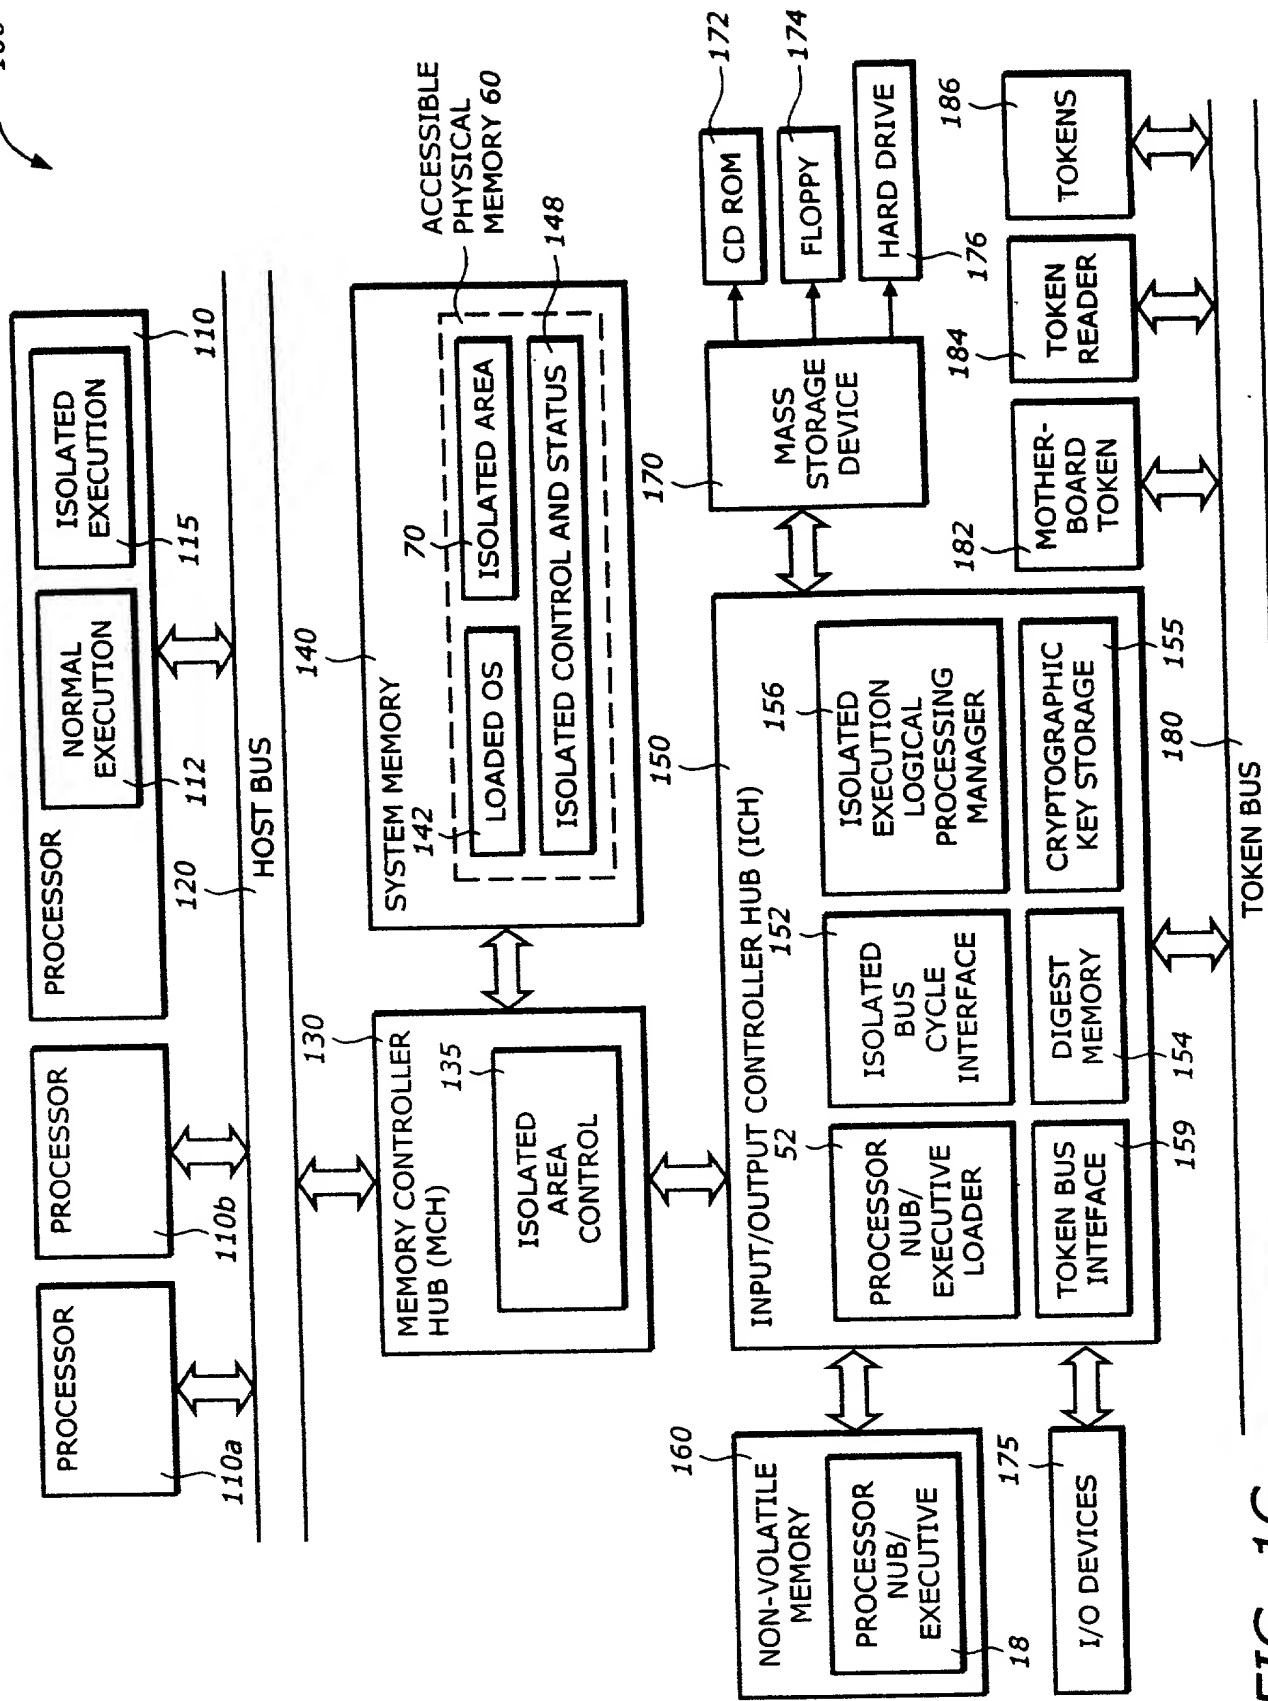 PROCESSOR
110a
PROCESSOR
110b
PROCESSOR
NORMAL
EXECUTION
112
ISOLATED
EXECUTION
115
110
120
HOST BUS
MEMORY CONTROLLER
HUB (MCH)
130
135
ISOLATED
AREA
CONTROL
140
SYSTEM MEMORY
142
LOADED OS
70
ISOLATED AREA
ISOLATED CONTROL AND STATUS
148
ACCESSIBLE
PHYSICAL
MEMORY 60
INPUT/OUTPUT CONTROLLER HUB (ICH)
150
52
PROCESSOR
NUB/
EXECUTIVE
LOADER
152
ISOLATED
BUS
CYCLE
INTERFACE
156
ISOLATED
EXECUTION
LOGICAL
PROCESSING
MANAGER
TOKEN BUS
INTEFACE
159
DIGEST
MEMORY
154
CRYPTOGRAPHIC
KEY STORAGE
155
160
NON-VOLATILE
MEMORY
PROCESSOR
NUB/
EXECUTIVE
18
175
I/O DEVICES
170
MASS
STORAGE
DEVICE
CD ROM
172
FLOPPY
174
HARD DRIVE
176
182
MOTHER-
BOARD
TOKEN
184
TOKEN
READER
186
TOKENS
180
TOKEN BUS
FIG. 1C